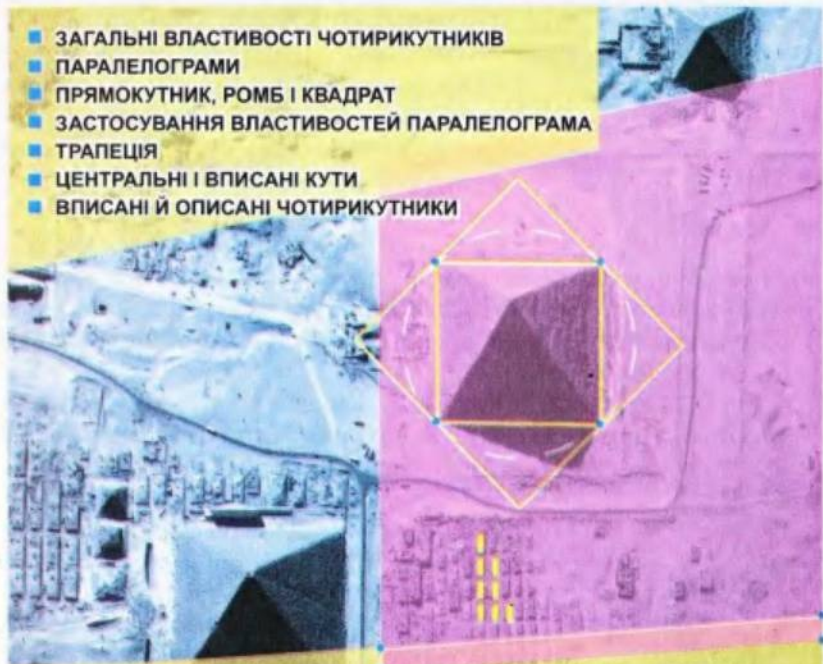 ЗАГАЛЬНІ ВЛАСТИВОСТІ ЧОТИРИКУТНИКІВ
ПАРАЛЕЛОГРАМИ
ПРЯМОКУТНИК, РОМБ І КВАДРАТ
ЗАСТОСУВАННЯ ВЛАСТИВОСТЕЙ ПАРАЛЕЛОГРАМА
ТРАПЕЦІЯ
ЦЕНТРАЛЬНІ І ВПИСАНІ КУТИ
ВПИСАНІ Й ОПИСАНІ ЧОТИРИКУТНИКИ